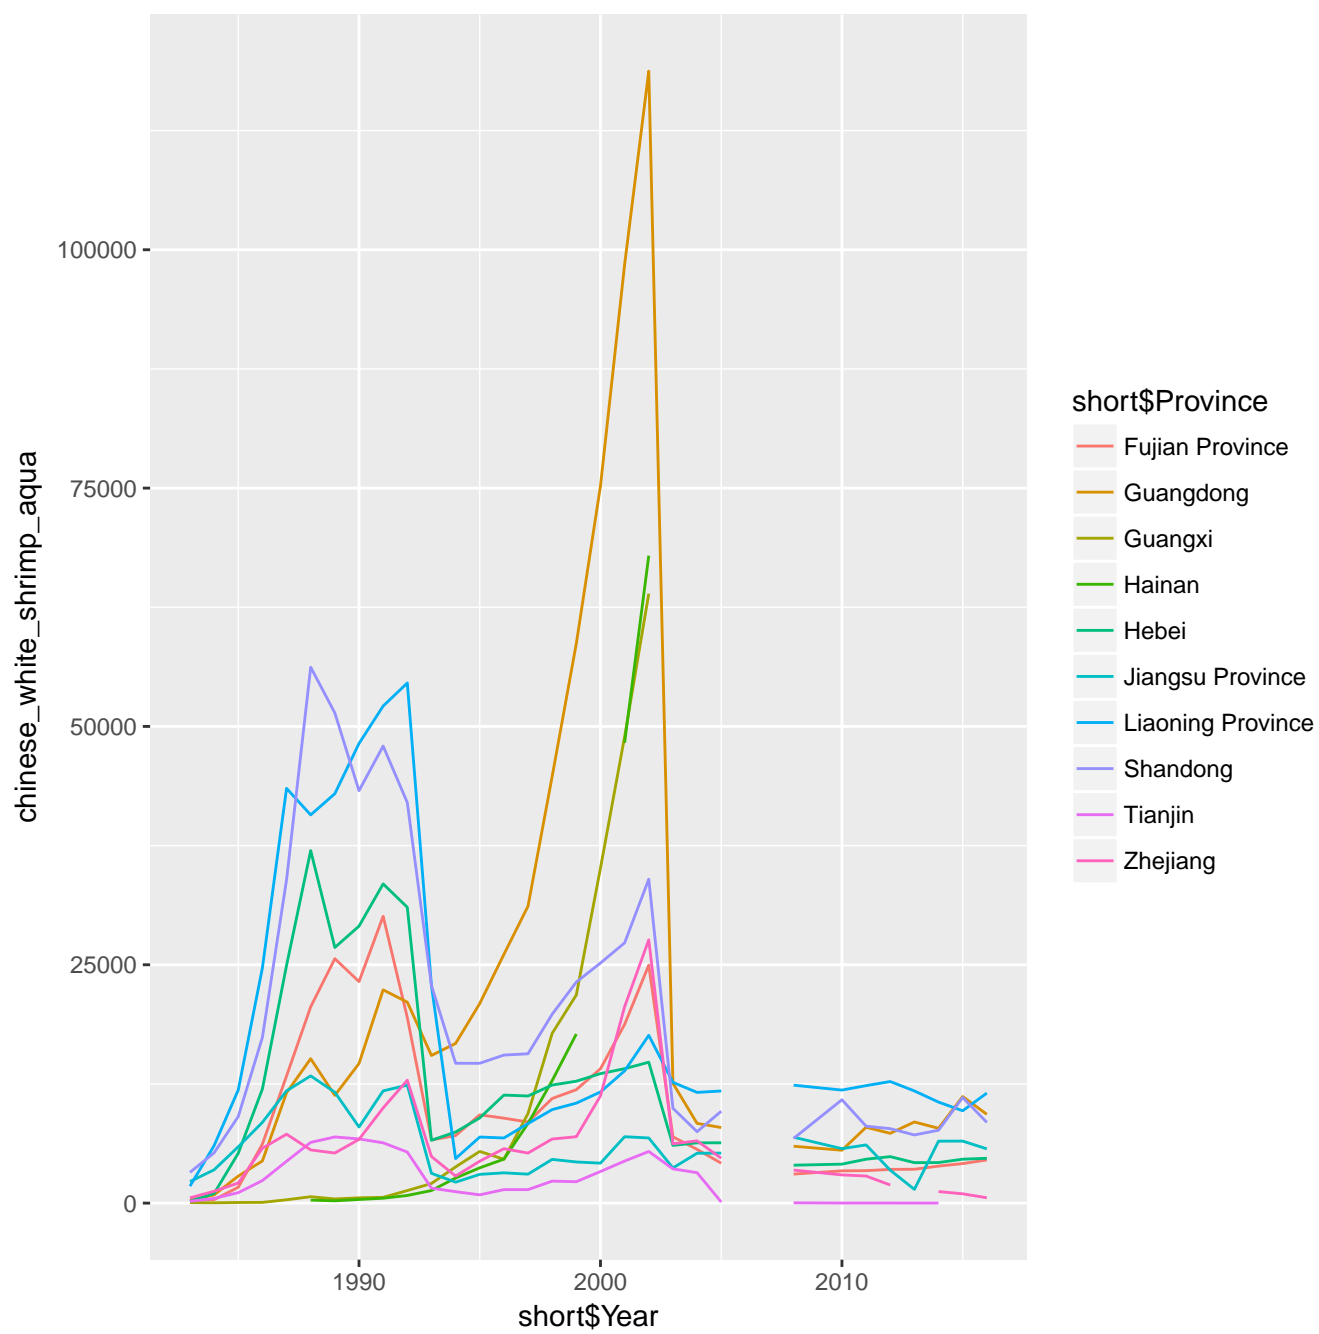 chinese_white_shrimp_aqua
100000
75000
50000
25000
0
1990
2000
2010
short$Year
short$Province
Fujian Province
Guangdong
Guangxi
Hainan
Hebei
Jiangsu Province
Liaoning Province
Shandong
Tianjin
Zhejiang